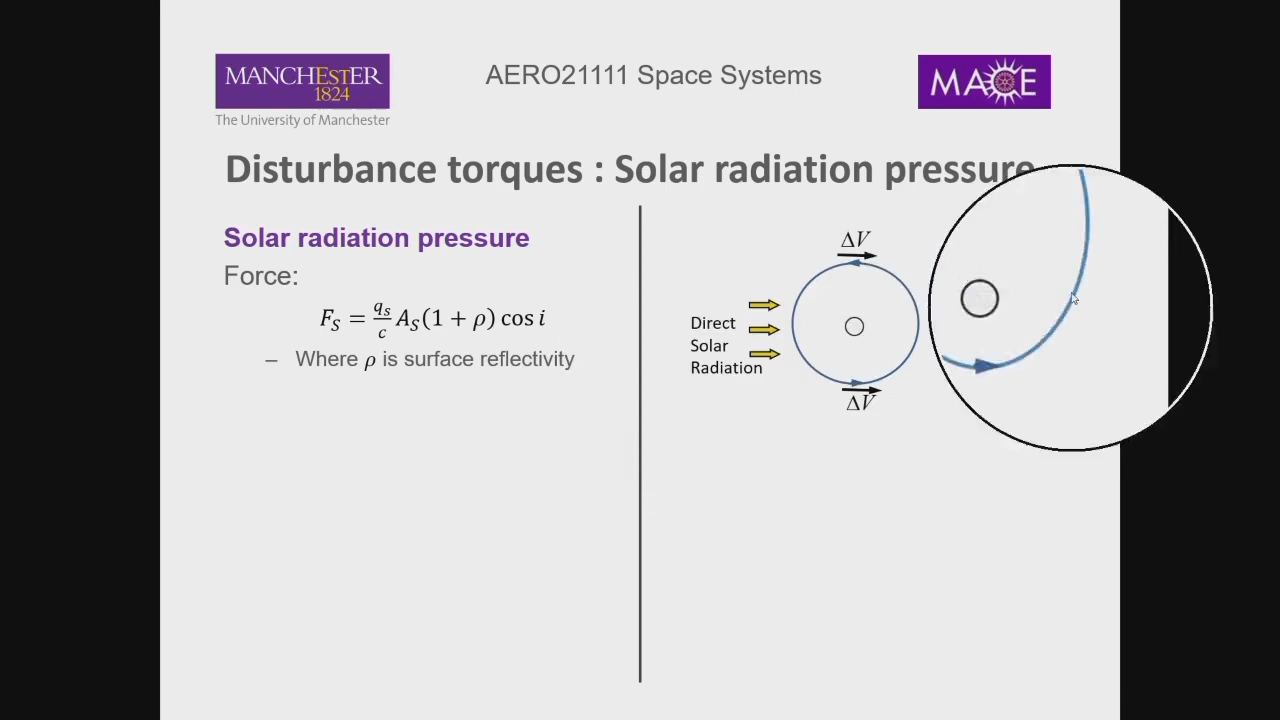 MANCHESTER
1824
The University of Manchester
AERO21111 Space Systems
MACE
Disturbance torques : Solar radiation pressure
Solar radiation pressure
Force:
F_S = q_s/c A_S(1 + ρ) cos i
– Where ρ is surface reflectivity
ΔV
Direct
Solar
Radiation
ΔV